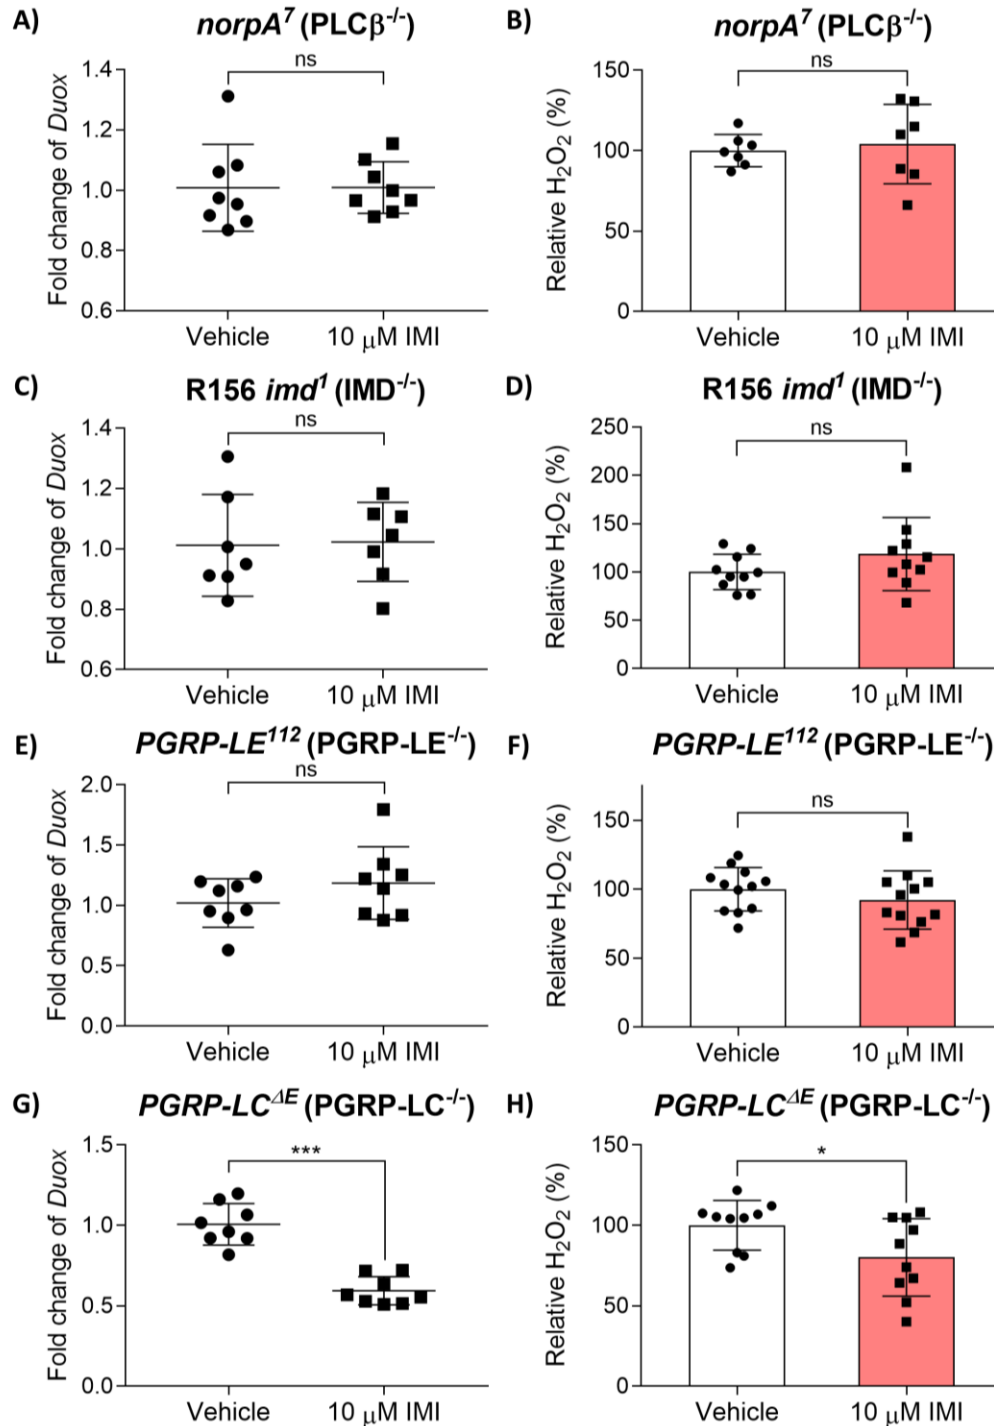 A) norpA⁷ (PLCβ⁻/⁻)
ns
Fold change of Duox
1.4
1.2
1.0
0.8
0.6
Vehicle 10 μM IMI
B) norpA⁷ (PLCβ⁻/⁻)
ns
Relative H₂O₂ (%)
150
100
50
0
Vehicle 10 μM IMI
C) R156 imd¹ (IMD⁻/⁻)
ns
Fold change of Duox
1.4
1.2
1.0
0.8
0.6
Vehicle 10 μM IMI
D) R156 imd¹ (IMD⁻/⁻)
ns
Relative H₂O₂ (%)
250
200
150
100
50
0
Vehicle 10 μM IMI
E) PGRP-LE¹¹² (PGRP-LE⁻/⁻)
ns
Fold change of Duox
2.0
1.5
1.0
0.5
0.0
Vehicle 10 μM IMI
F) PGRP-LE¹¹² (PGRP-LE⁻/⁻)
ns
Relative H₂O₂ (%)
150
100
50
0
Vehicle 10 μM IMI
G) PGRP-LC^ΔE (PGRP-LC⁻/⁻)
***
Fold change of Duox
1.5
1.0
0.5
0.0
Vehicle 10 μM IMI
H) PGRP-LC^ΔE (PGRP-LC⁻/⁻)
*
Relative H₂O₂ (%)
150
100
50
0
Vehicle 10 μM IMI